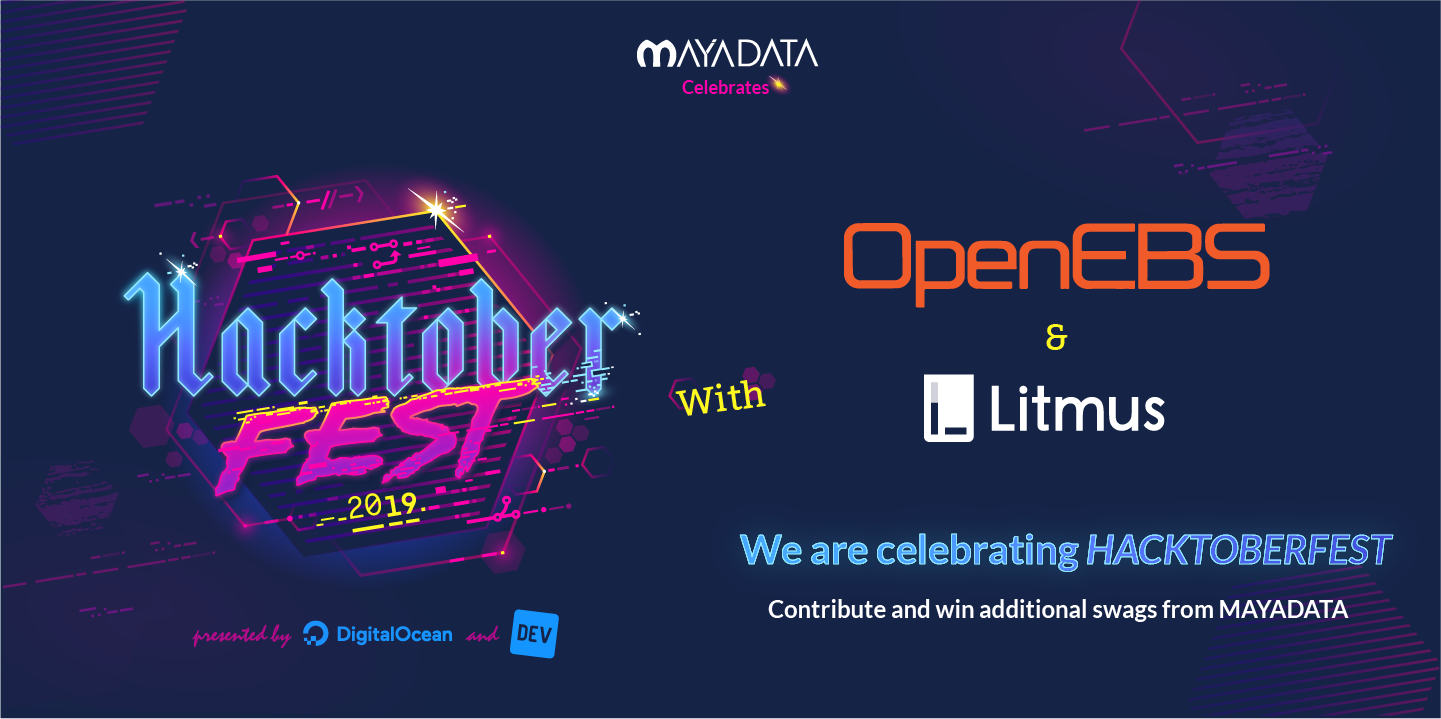 MAYADATA
Celebrates
Hacktober
FEST
2019
presented by DigitalOcean and DEV
With
OpenEBS
&
Litmus
We are celebrating HACKTOBERFEST
Contribute and win additional swags from MAYADATA